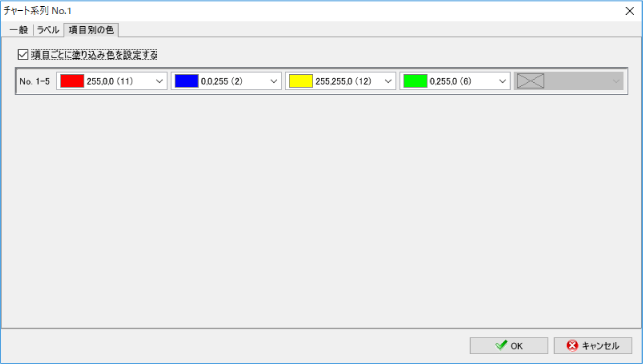 チャート系列 No.1
一般 ラベル 項目別の色
項目ごとに塗り込み色を設定する
No. 1-5 255,0,0 (11) 0,0,255 (2) 255,255,0 (12) 0,255,0 (6)
OK キャンセル